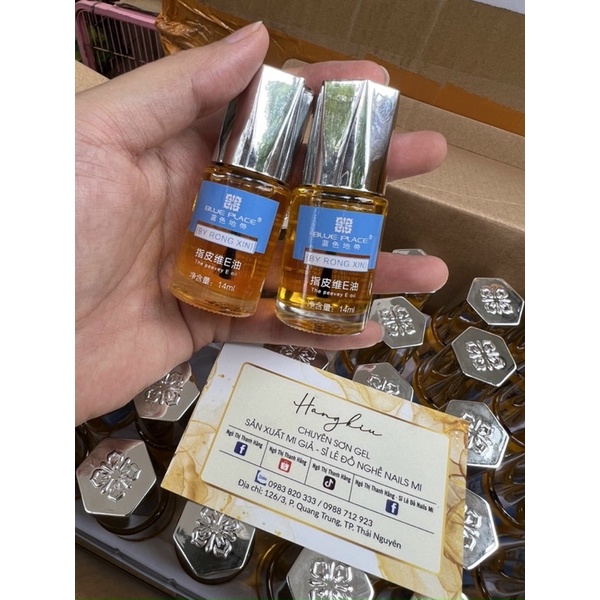 BLUE PLACE®
蓝色地带
BY RONG XIN
指皮维E油
The peevey E oil
净含量: 14ml
BLUE PLACE®
蓝色地带
BY RONG XIN
指皮维E油
The peevey E oil
净含量: 14ml
Hangkiu
CHUYÊN SƠN GEL
SẢN XUẤT MI GIẢ - SỈ LẺ ĐỒ NGHỀ NAILS MI
Ngô Thị Thanh Hằng
Ngô Thị Thanh Hằng
Ngô Thị Thanh Hằng
Ngô Thị Thanh Hằng - Sỉ Lẻ Đồ Nails Mi
Zalo 0983 820 333 / 0988 712 923
Địa chỉ: 126/3, P. Quang Trung, TP. Thái Nguyên